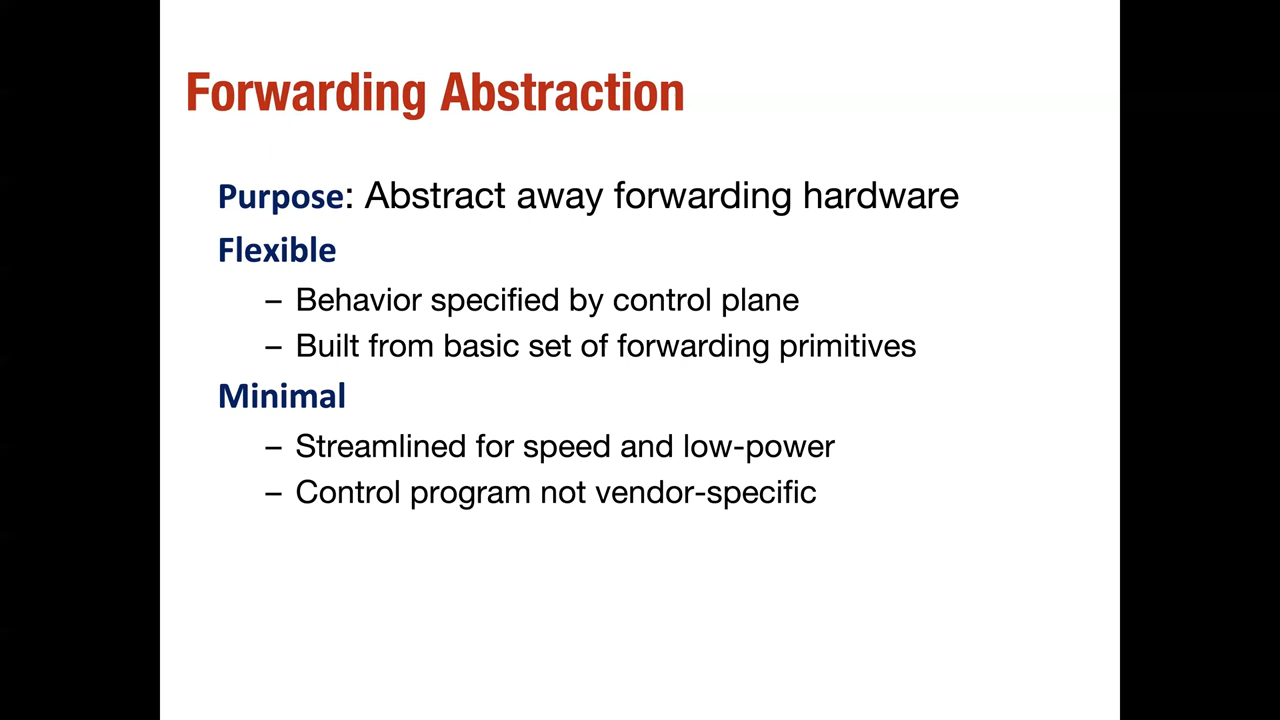 Forwarding Abstraction
Purpose: Abstract away forwarding hardware
Flexible
– Behavior specified by control plane
– Built from basic set of forwarding primitives
Minimal
– Streamlined for speed and low-power
– Control program not vendor-specific